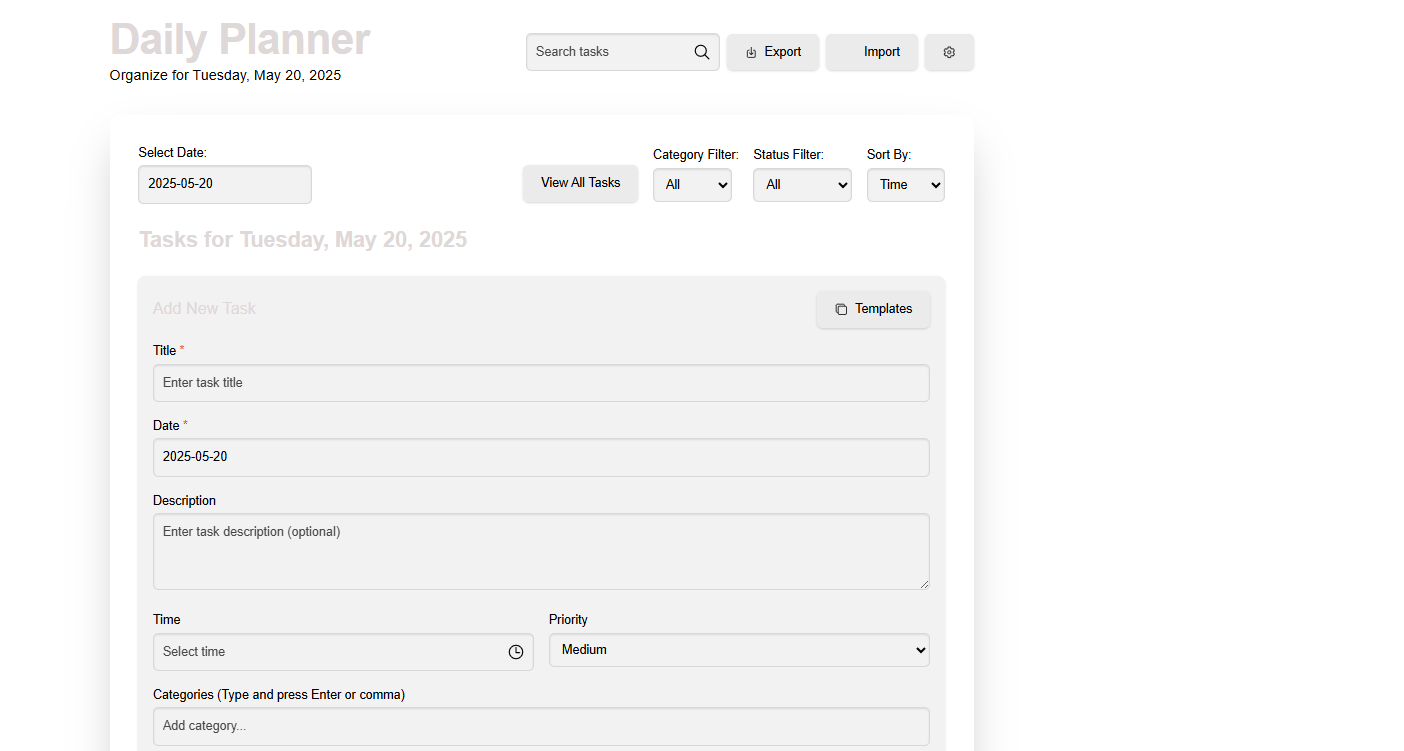 Daily Planner
Organize for Tuesday, May 20, 2025
Search tasks
Export
Import
Select Date:
2025-05-20
View All Tasks
Category Filter:
All
Status Filter:
All
Sort By:
Time
Tasks for Tuesday, May 20, 2025
Add New Task
Templates
Title *
Enter task title
Date *
2025-05-20
Description
Enter task description (optional)
Time
Select time
Priority
Medium
Categories (Type and press Enter or comma)
Add category...